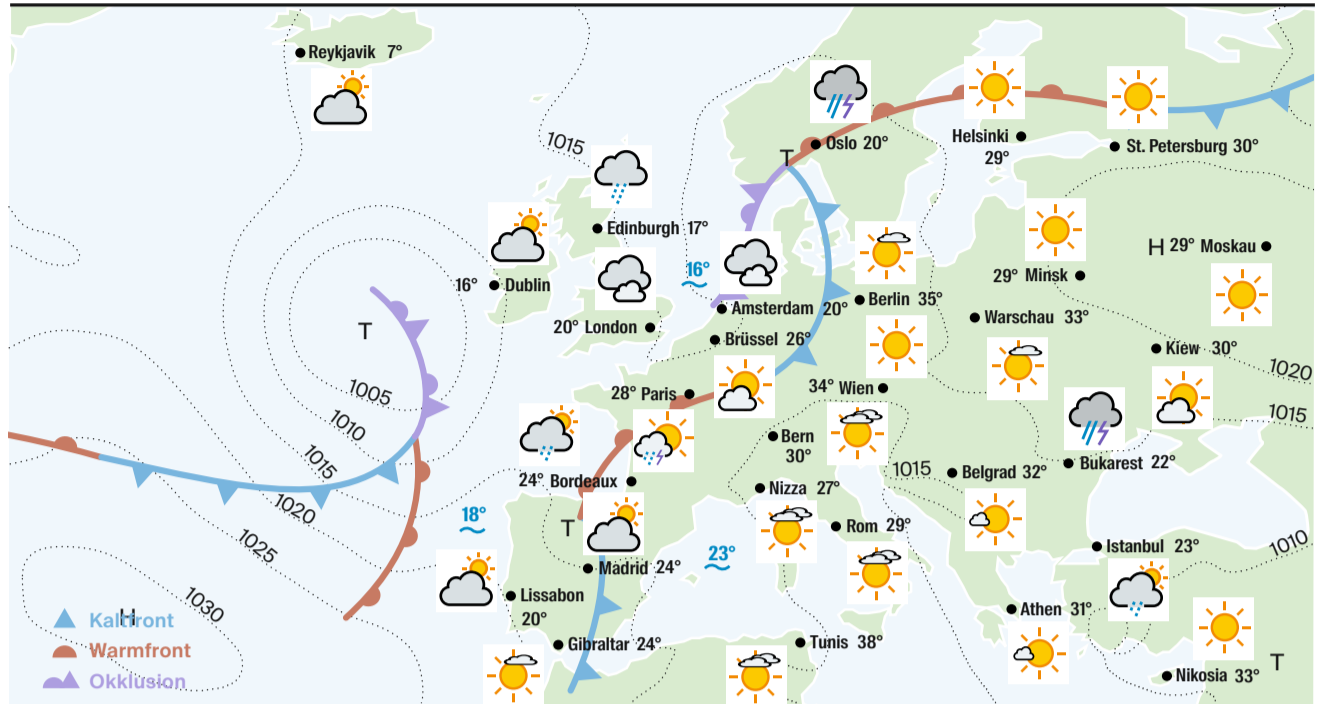 Reykjavik 7°
1015
T
Oslo 20°
Helsinki
29°
St. Petersburg 30°
Edinburgh 17°
16°
H 29° Moskau
29° Minsk
16° Dublin
Amsterdam 20°
Berlin 35°
20° London
Warschau 33°
T
Brüssel 26°
Kiew 30°
1020
1005
28° Paris
34° Wien
1015
1010
Bern
30°
1015
24° Bordeaux
Nizza 27°
1015
Belgrad 32°
Bukarest 22°
1020
18°
T
Rom 29°
1025
23°
Istanbul 23°
1010
Madrid 24°
1030
Lissabon
20°
Athen 31°
H
Kaltfront
Gibraltar 24°
Tunis 38°
Warmfront
T
Okklusion
Nikosia 33°